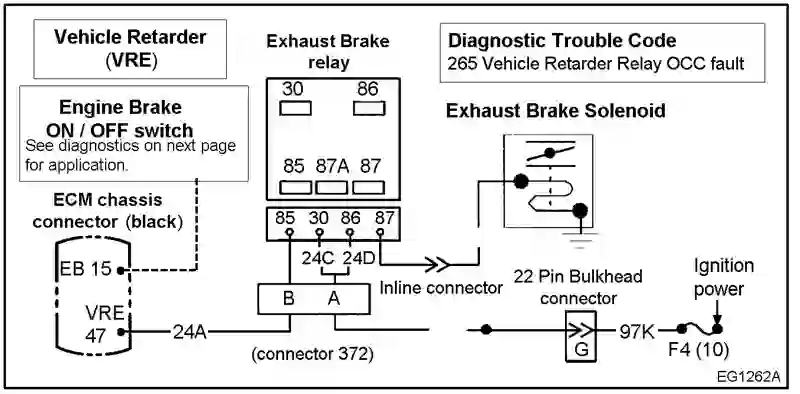 Vehicle Retarder
(VRE)
Exhaust Brake
relay
Diagnostic Trouble Code
265 Vehicle Retarder Relay OCC fault
Engine Brake
ON / OFF switch
See diagnostics on next page
for application.
30 86
85 87A 87
Exhaust Brake Solenoid
ECM chassis
connector (black)
85 30 86 87
24C 24D
EB 15
B A
Inline connector
22 Pin Bulkhead
connector
Ignition
power
VRE
47
24A
(connector 372)
G
97K
F4 (10)
EG1262A